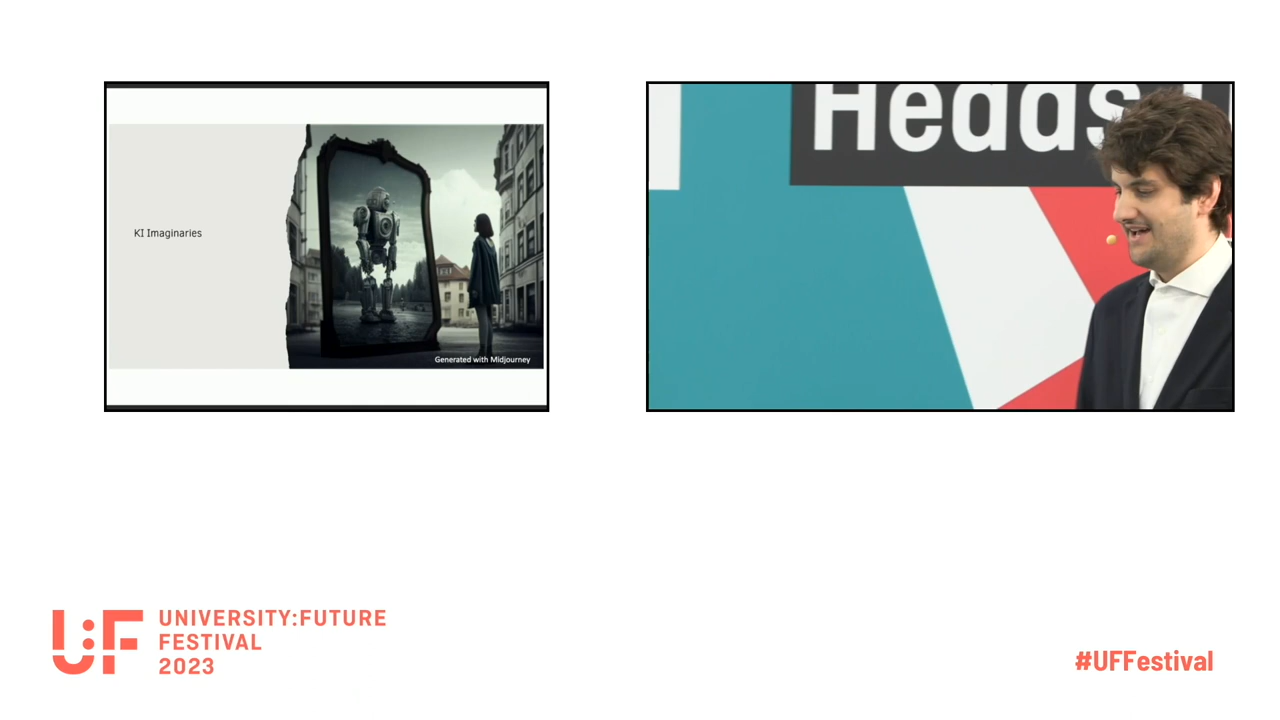 KI Imaginaries
Generated with Midjourney
Heads
U:F
UNIVERSITY:FUTURE
FESTIVAL
2023
#UFFestival